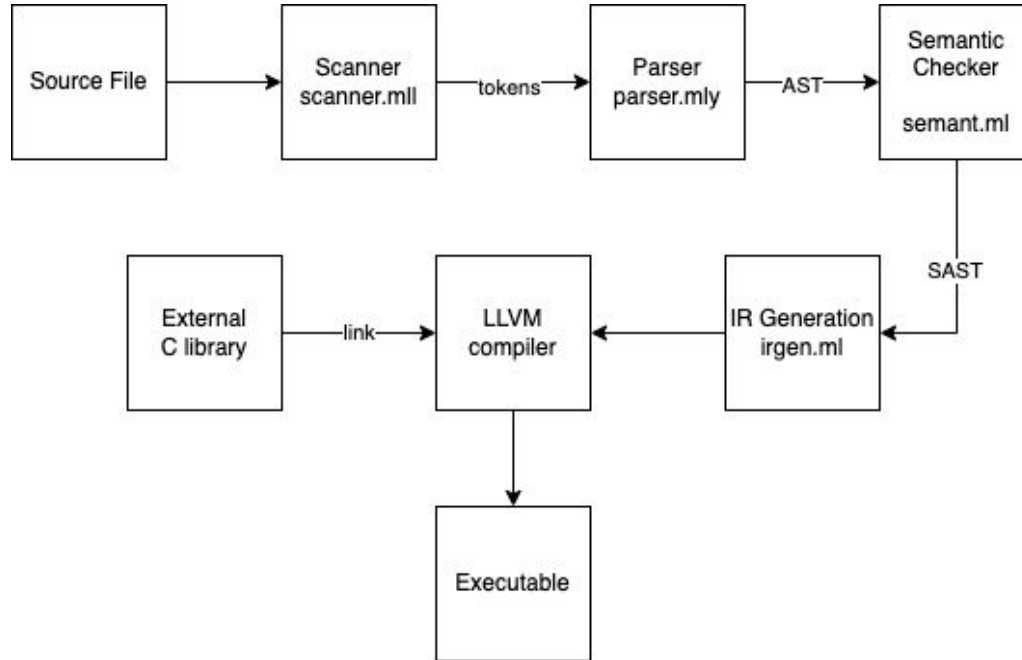 Source File
Scanner
scanner.mll
tokens
Parser
parser.mly
AST
Semantic
Checker
semant.ml
SAST
External
C library
link
LLVM
compiler
IR Generation
irgen.ml
Executable